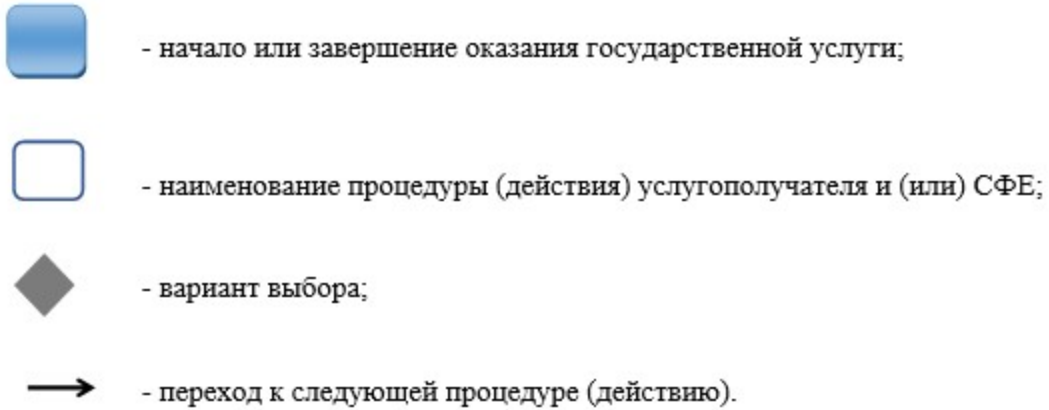 - начало или завершение оказания государственной услуги;
- наименование процедуры (действия) услугополучателя и (или) СФЕ;
- вариант выбора;
- переход к следующей процедуре (действию).